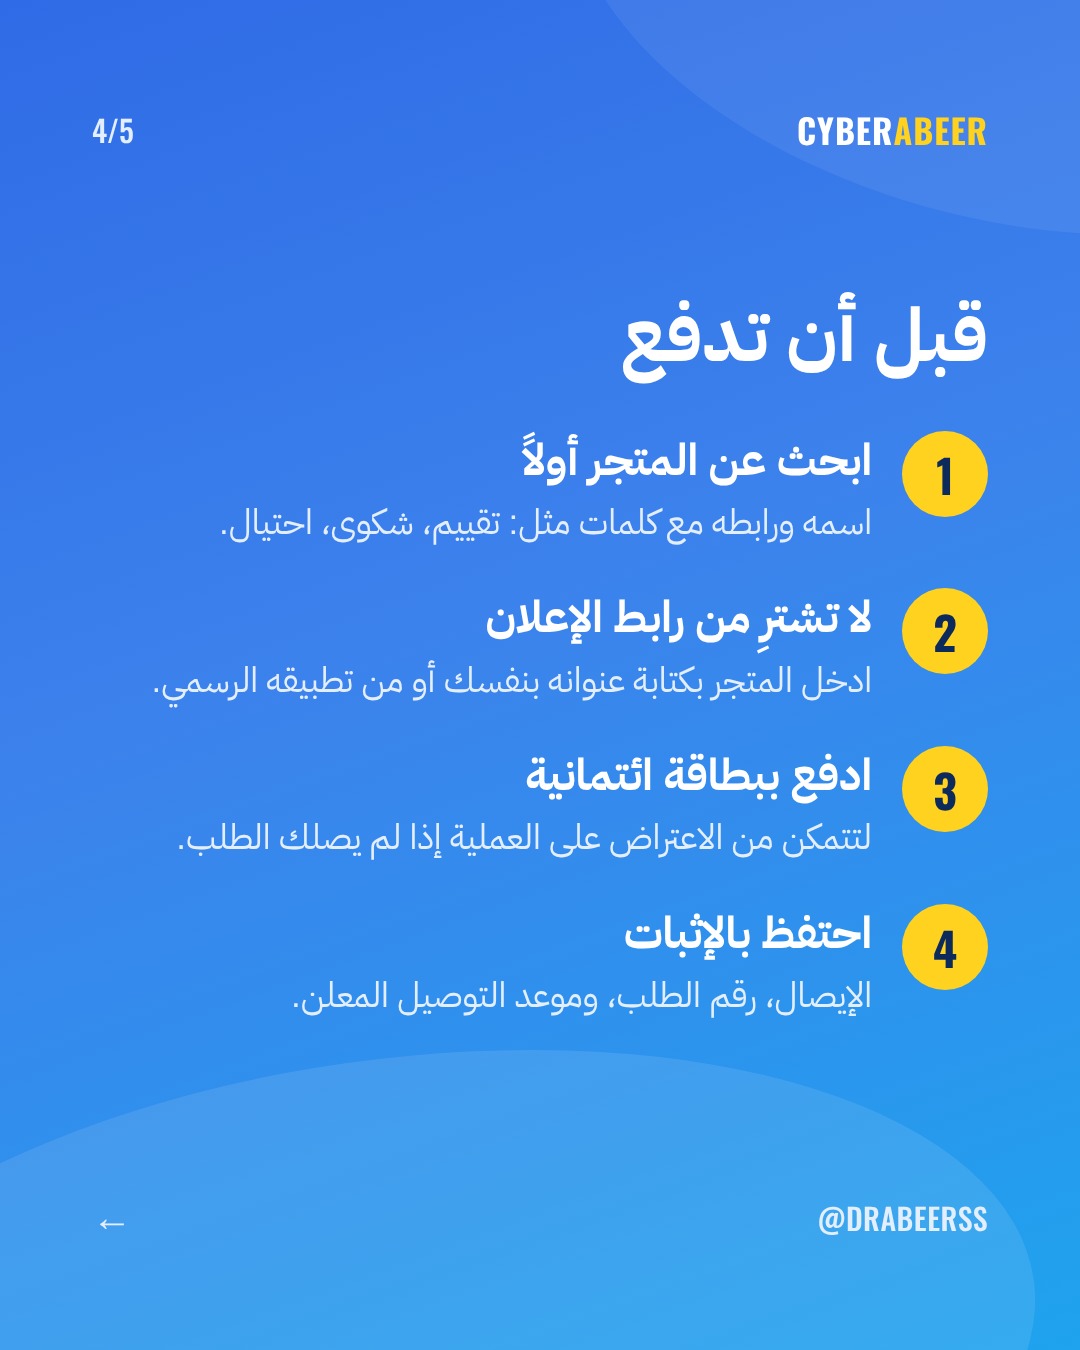 CYBERABEER
4/5
قبل أن تدفع
1
ابحث عن المتجر أولاً
اسمه ورابطه مع كلمات مثل: تقييم، شكوى، احتيال.
2
لا تشترِ من رابط الإعلان
ادخل المتجر بكتابة عنوانه بنفسك أو من تطبيقه الرسمي.
3
ادفع ببطاقة ائتمانية
لتتمكن من الاعتراض على العملية إذا لم يصلك الطلب.
4
احتفظ بالإثبات
الإيصال، رقم الطلب، وموعد التوصيل المعلن.
@DRABEERSS
←